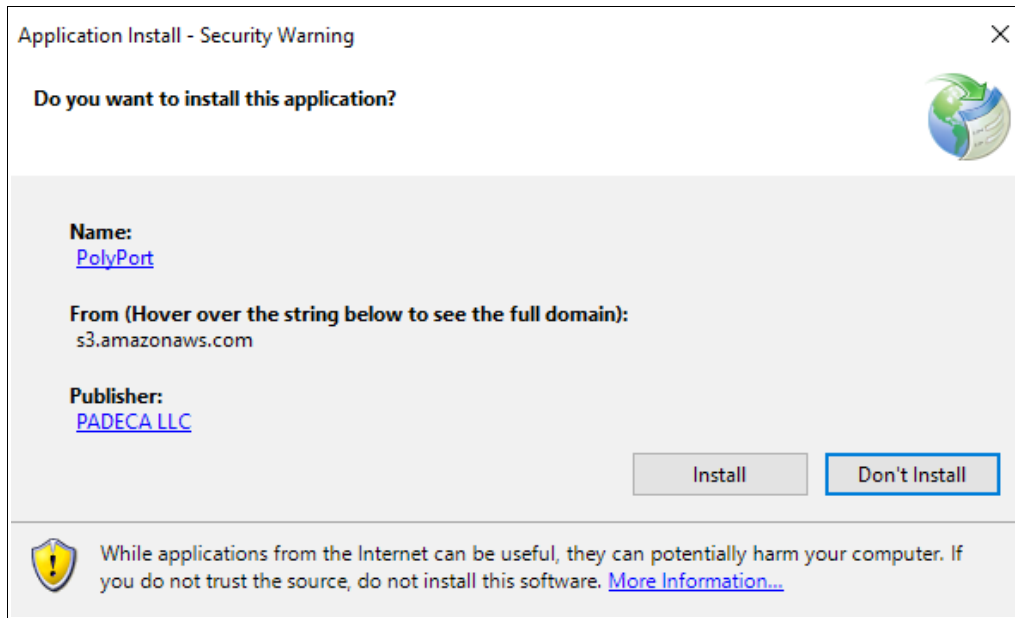 Application Install - Security Warning
Do you want to install this application?
Name:
PolyPort
From (Hover over the string below to see the full domain):
s3.amazonaws.com
Publisher:
PADECA LLC
Install
Don't Install
While applications from the Internet can be useful, they can potentially harm your computer. If
you do not trust the source, do not install this software. More Information...